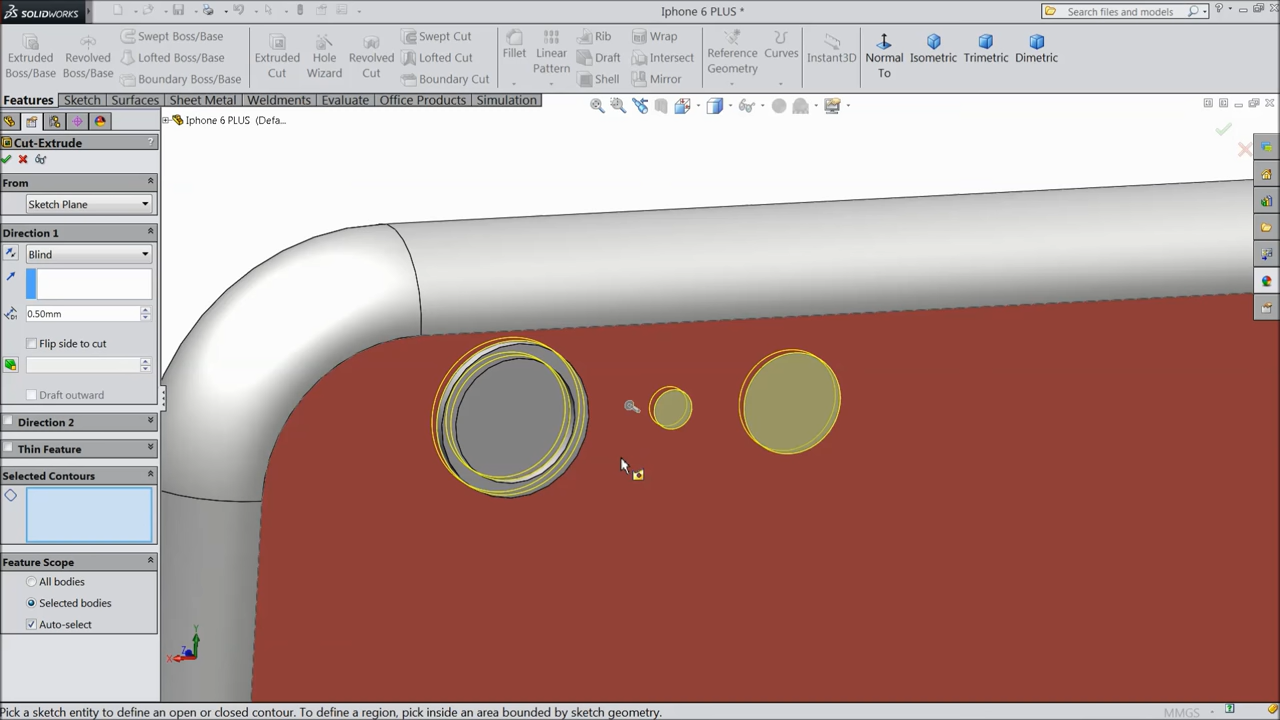 SOLIDWORKS
Iphone 6 PLUS *
Search files and models
Extruded Boss/Base
Revolved Boss/Base
Swept Boss/Base
Lofted Boss/Base
Boundary Boss/Base
Extruded Cut
Hole Wizard
Revolved Cut
Swept Cut
Lofted Cut
Boundary Cut
Fillet
Linear Pattern
Rib
Draft
Shell
Wrap
Intersect
Mirror
Reference Geometry
Curves
Instant3D
Normal To
Isometric
Trimetric
Dimetric
Features
Sketch
Surfaces
Sheet Metal
Weldments
Evaluate
Office Products
Simulation
Iphone 6 PLUS (Defa...
Cut-Extrude
?
From
Sketch Plane
Direction 1
Blind
0.50mm
Flip side to cut
Draft outward
Direction 2
Thin Feature
Selected Contours
Feature Scope
All bodies
Selected bodies
Auto-select
Y
X
Z
Pick a sketch entity to define an open or closed contour. To define a region, pick inside an area bounded by sketch geometry.
MMGS